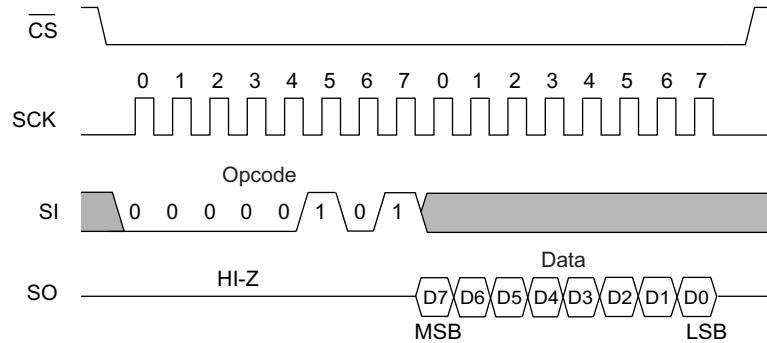 CS
0 1 2 3 4 5 6 7 0 1 2 3 4 5 6 7
SCK
Opcode
SI 0 0 0 0 0 1 0 1
HI-Z Data
SO D7 D6 D5 D4 D3 D2 D1 D0
MSB LSB